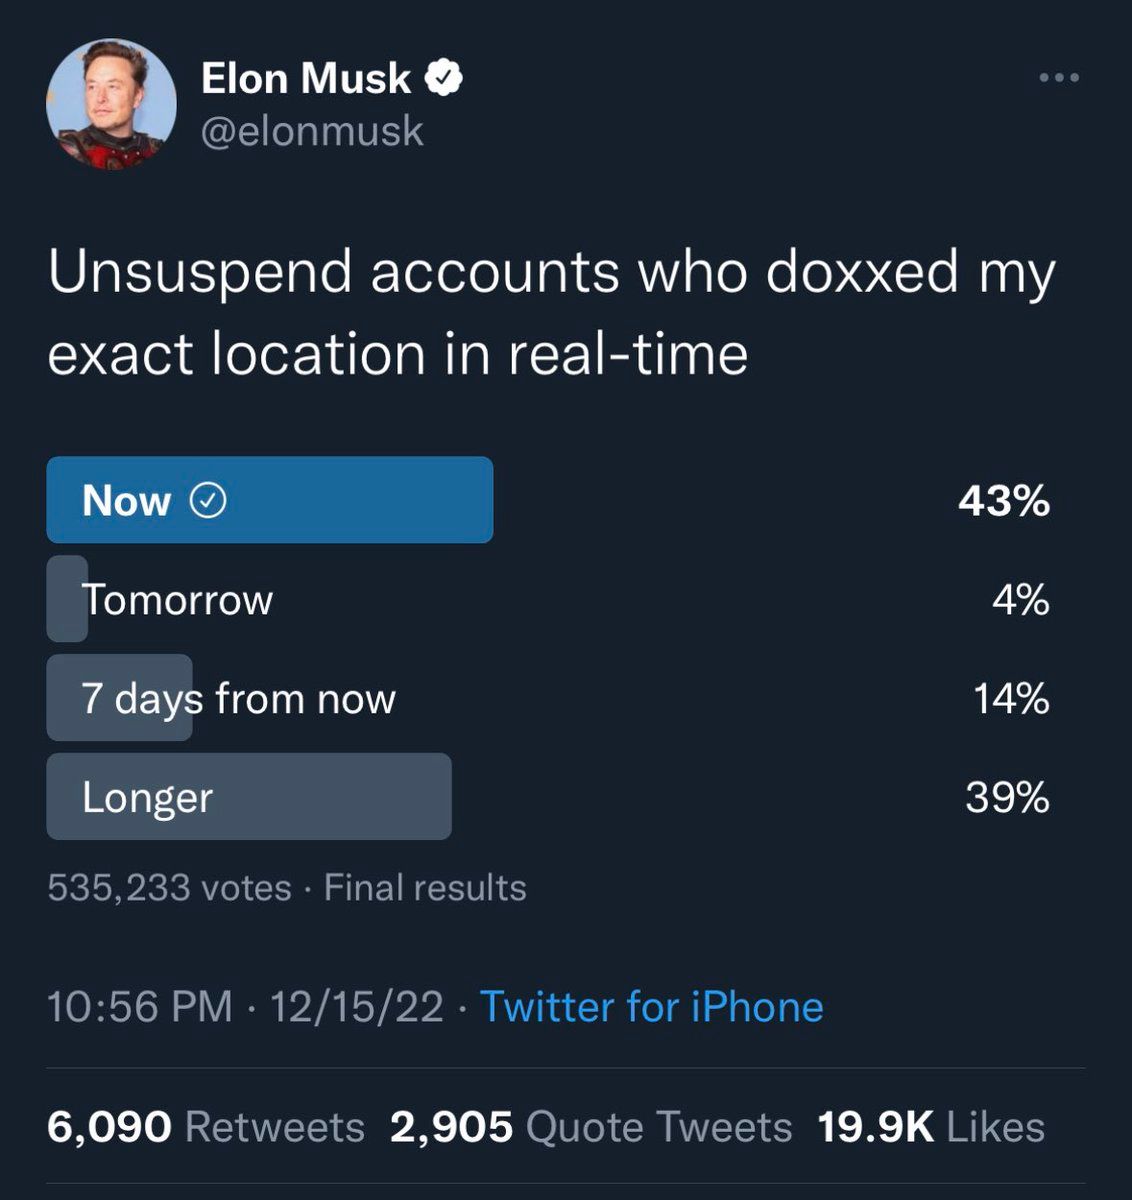 Elon Musk
@elonmusk
Unsuspend accounts who doxxed my
exact location in real-time
Now 43%
Tomorrow 4%
7 days from now 14%
Longer 39%
535,233 votes · Final results
10:56 PM · 12/15/22 · Twitter for iPhone
6,090 Retweets 2,905 Quote Tweets 19.9K Likes